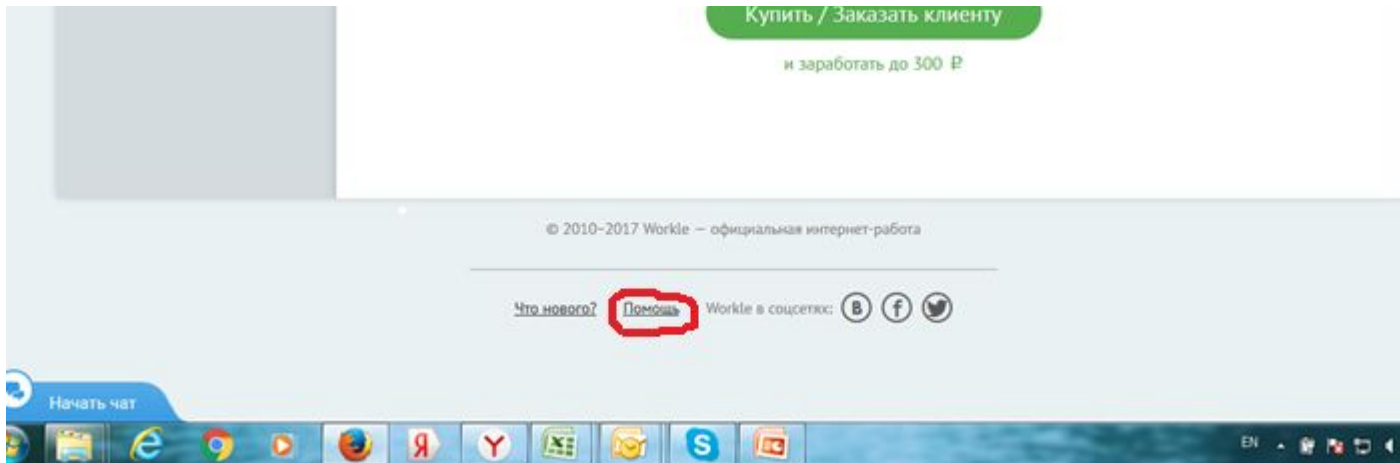 Купить / Заказать клиенту
и заработать до 300 ₽
© 2010-2017 Workle — официальная интернет-работа
Что нового? Помощь Workle в соцсетях: B f
Начать чат
Я Y S EN